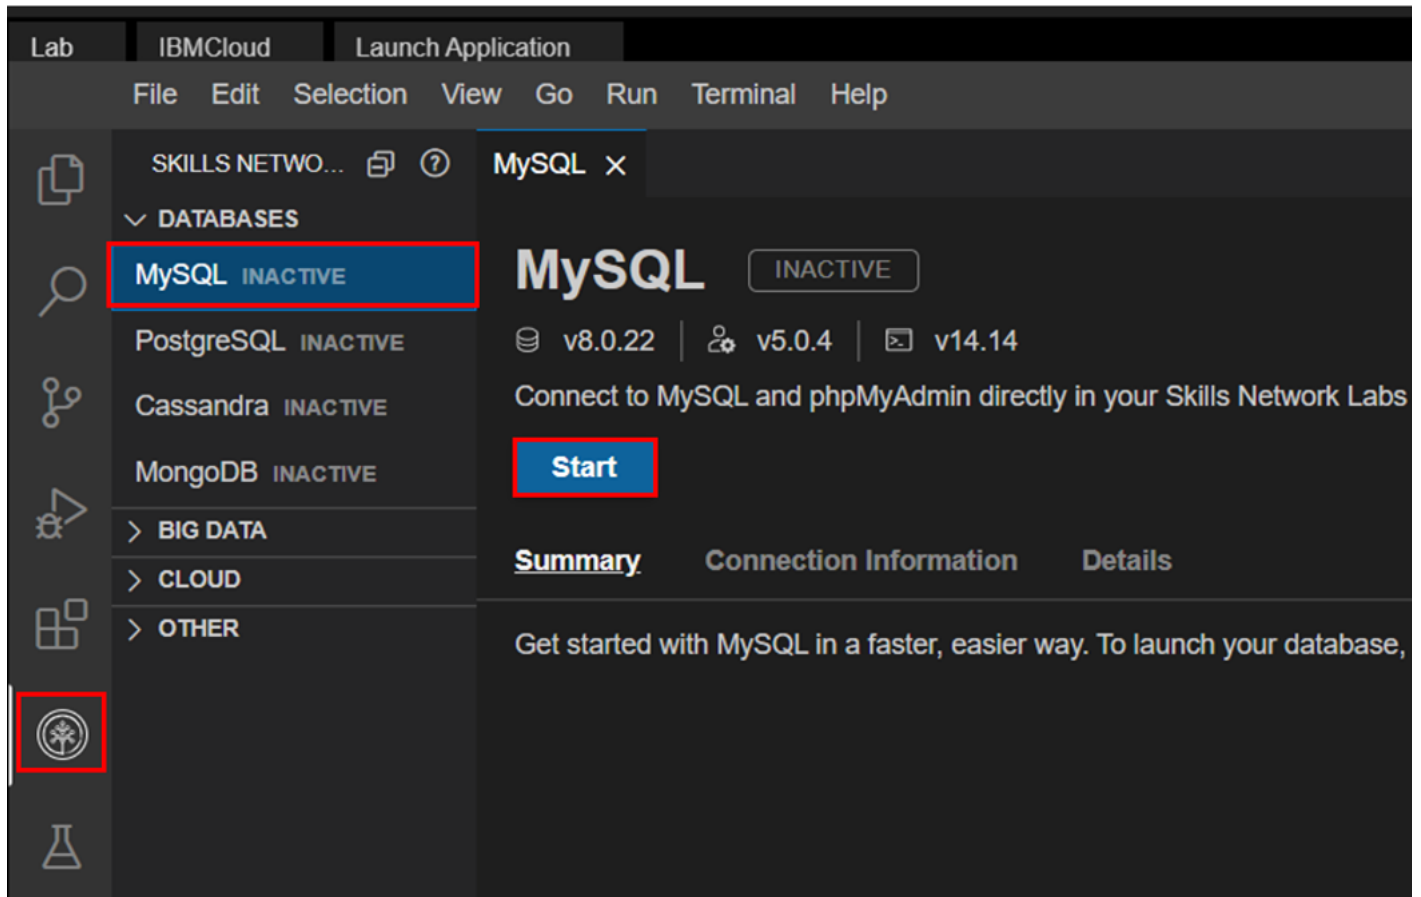 Lab IBMCloud Launch Application
File Edit Selection View Go Run Terminal Help
SKILLS NETWO...
DATABASES
MySQL INACTIVE
PostgreSQL INACTIVE
Cassandra INACTIVE
MongoDB INACTIVE
BIG DATA
CLOUD
OTHER
MySQL
MySQL INACTIVE
v8.0.22 v5.0.4 v14.14
Connect to MySQL and phpMyAdmin directly in your Skills Network Labs
Start
Summary Connection Information Details
Get started with MySQL in a faster, easier way. To launch your database,